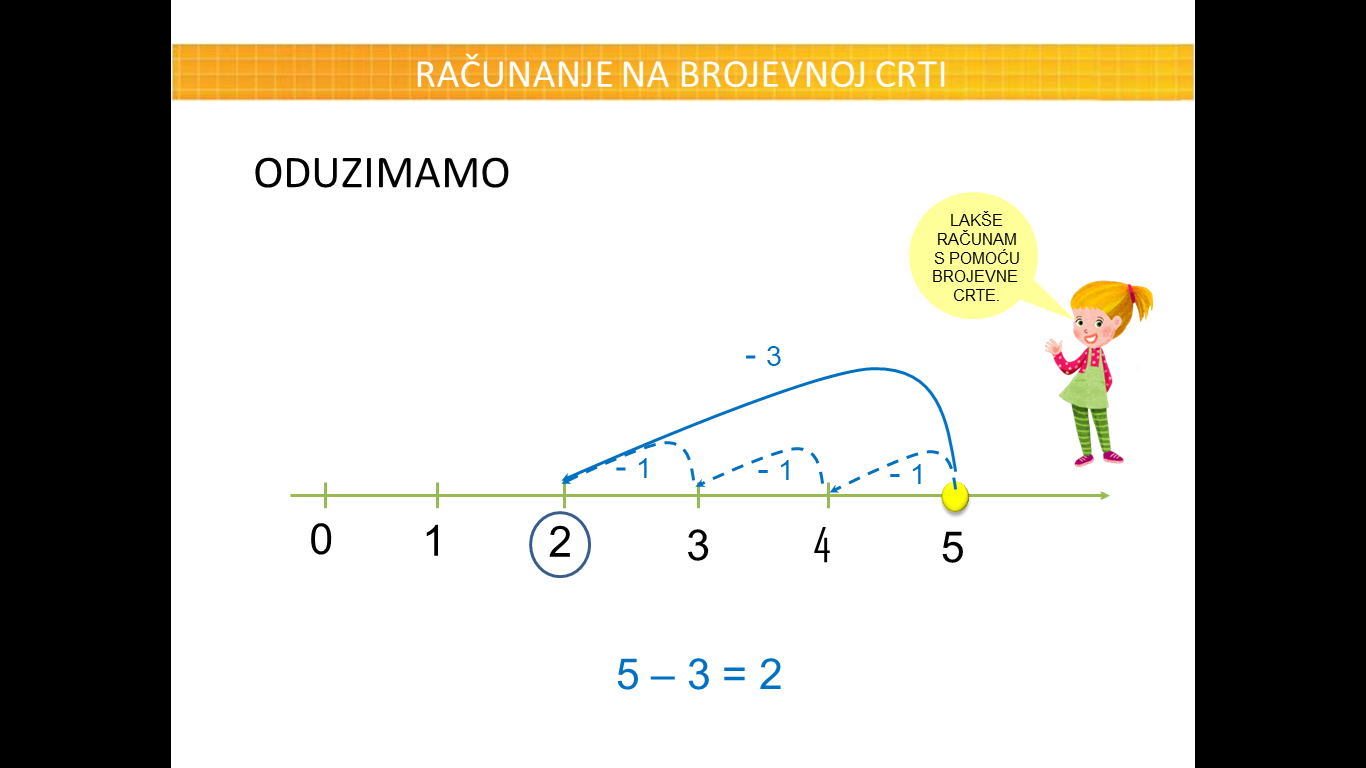 RAČUNANJE NA BROJEVNOJ CRTI
ODUZIMAMO
LAKŠE
RAČUNAM
S POMOĆU
BROJEVNE
CRTE.
- 3
- 1 - 1 - 1
0 1 2 3 4 5
5 – 3 = 2